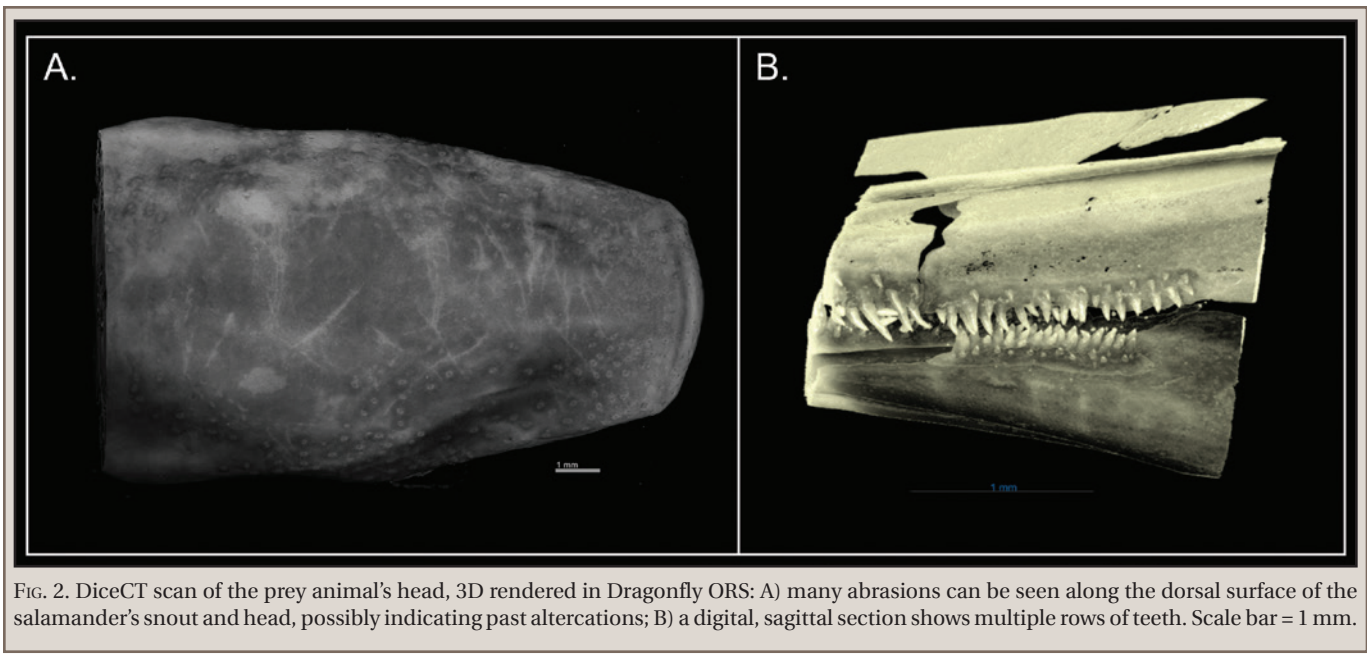 A.
B.
1 mm
1 mm
FIG. 2. DiceCT scan of the prey animal’s head, 3D rendered in Dragonfly ORS: A) many abrasions can be seen along the dorsal surface of the
salamander’s snout and head, possibly indicating past altercations; B) a digital, sagittal section shows multiple rows of teeth. Scale bar = 1 mm.